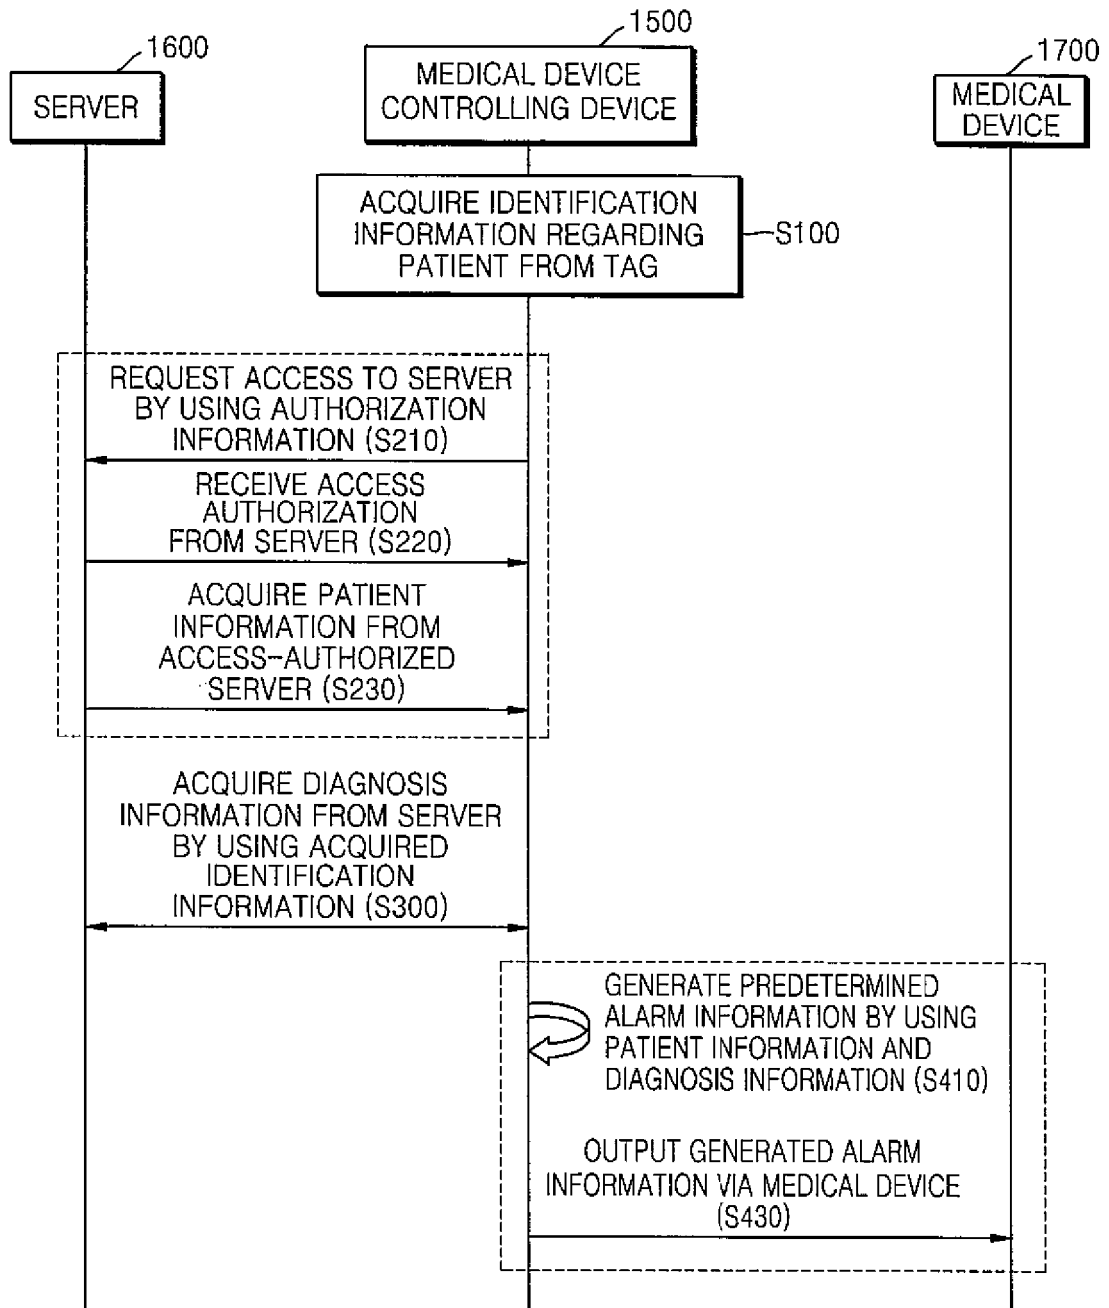 1600
SERVER
1500
MEDICAL DEVICE
CONTROLLING DEVICE
1700
MEDICAL
DEVICE
ACQUIRE IDENTIFICATION
INFORMATION REGARDING
PATIENT FROM TAG
S100
REQUEST ACCESS TO SERVER
BY USING AUTHORIZATION
INFORMATION (S210)
RECEIVE ACCESS
AUTHORIZATION
FROM SERVER (S220)
ACQUIRE PATIENT
INFORMATION FROM
ACCESS-AUTHORIZED
SERVER (S230)
ACQUIRE DIAGNOSIS
INFORMATION FROM SERVER
BY USING ACQUIRED
IDENTIFICATION
INFORMATION (S300)
GENERATE PREDETERMINED
ALARM INFORMATION BY USING
PATIENT INFORMATION AND
DIAGNOSIS INFORMATION (S410)
OUTPUT GENERATED ALARM
INFORMATION VIA MEDICAL DEVICE
(S430)